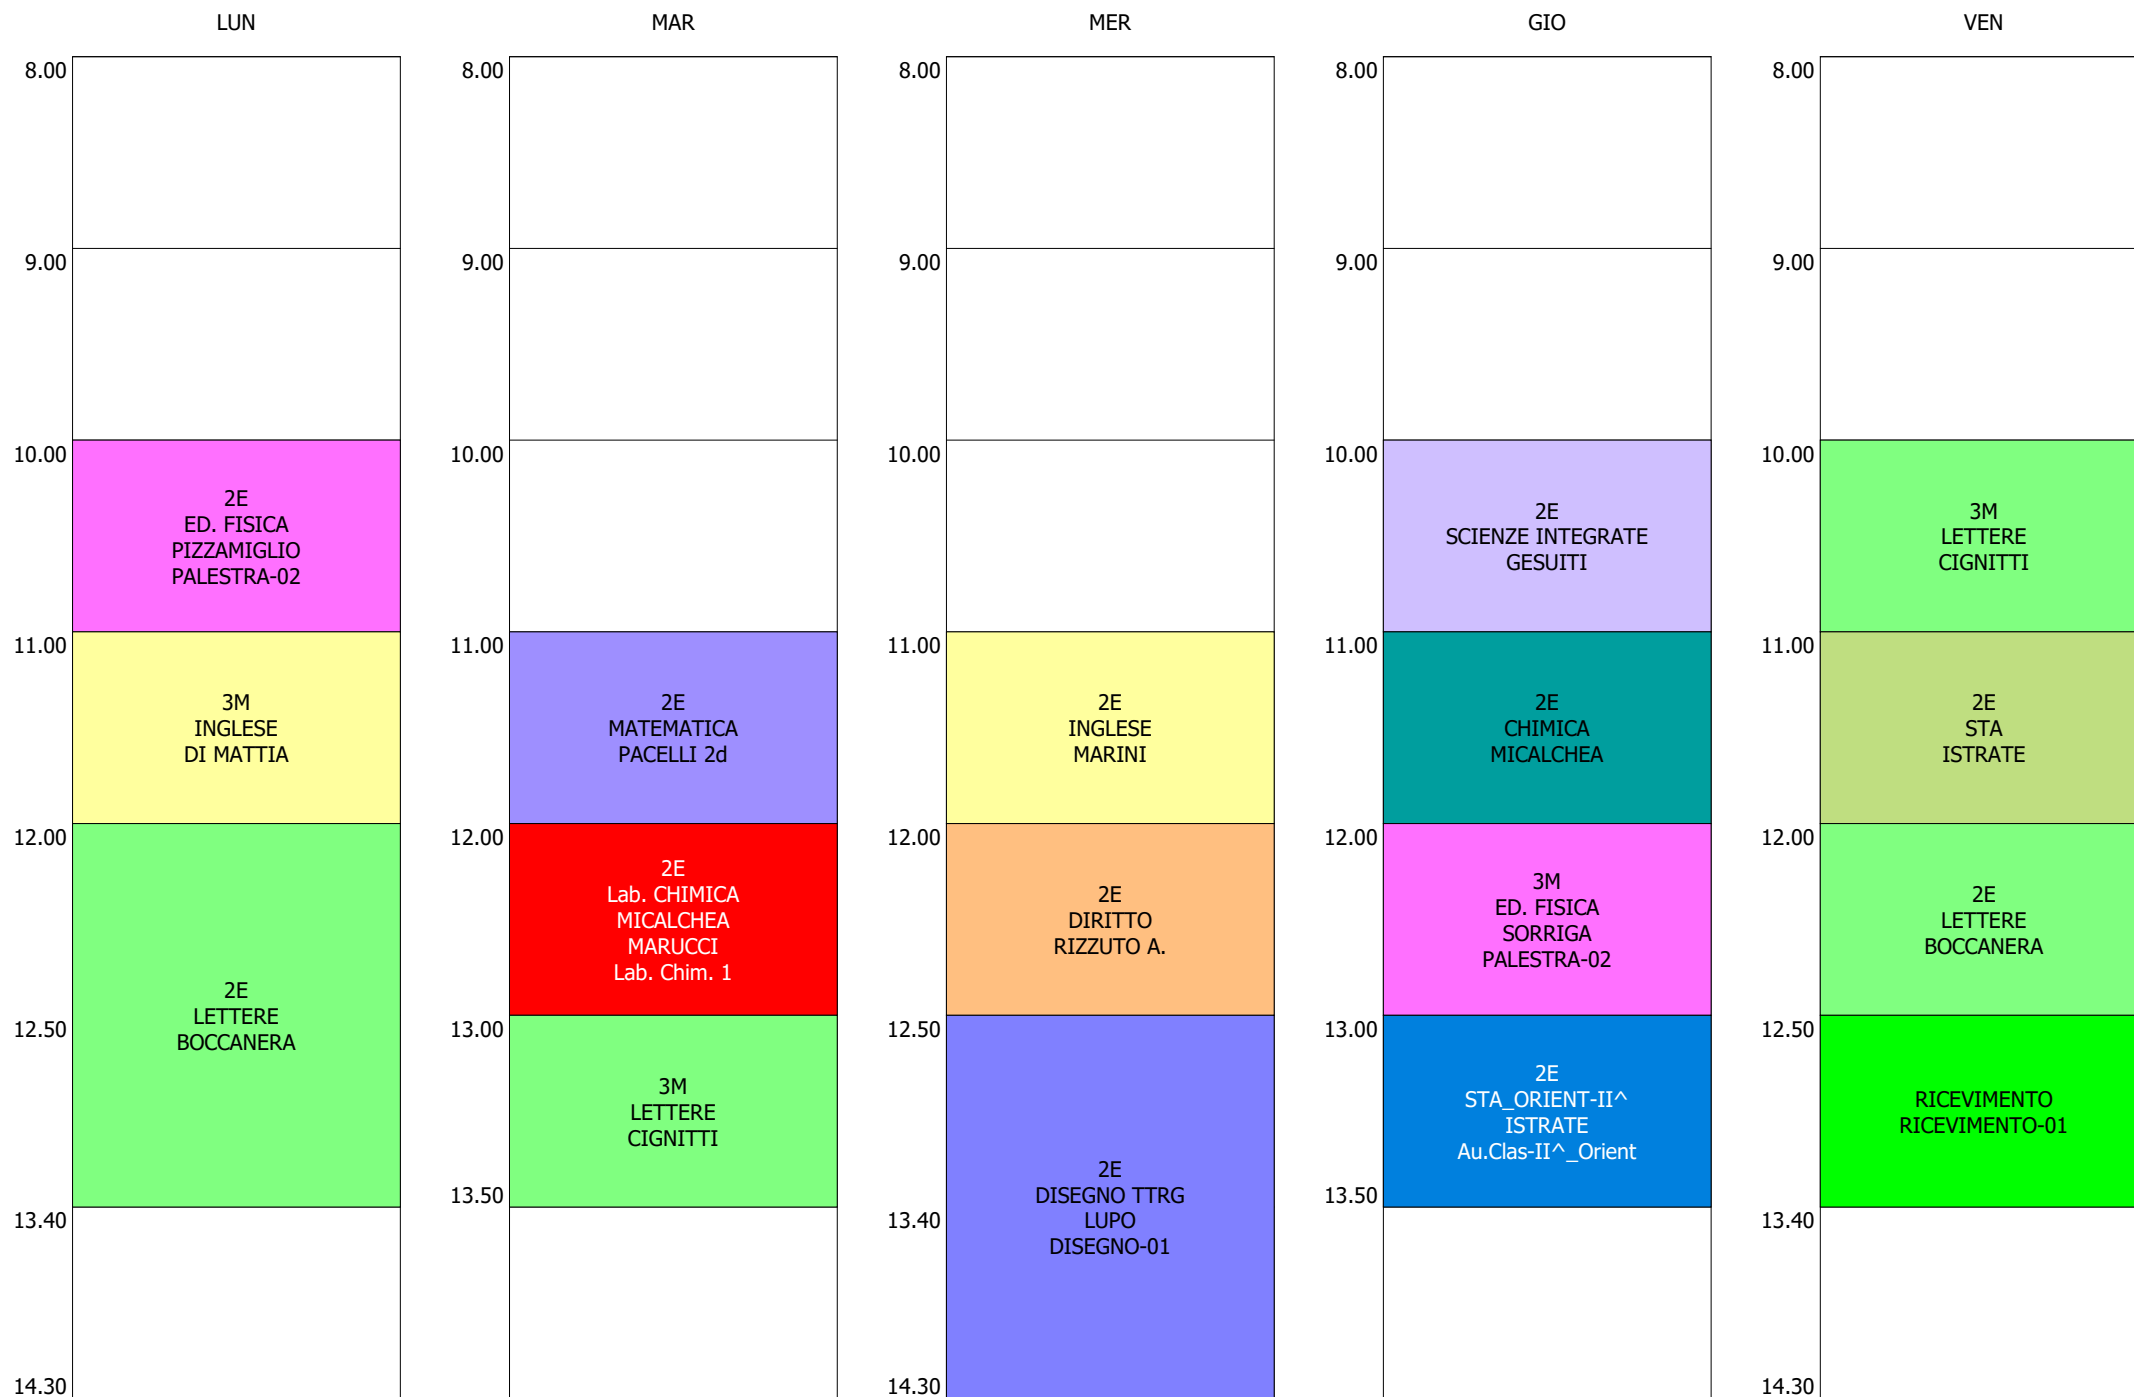 LUN
MAR
MER
GIO
VEN
8.00
9.00
10.00
2E
ED. FISICA
PIZZAMIGLIO
PALESTRA-02
11.00
3M
INGLESE
DI MATTIA
12.00
2E
LETTERE
BOCCANERA
12.50
13.40
14.30
8.00
9.00
10.00
11.00
2E
MATEMATICA
PACELLI 2d
12.00
2E
Lab. CHIMICA
MICALCHEA
MARUCCI
Lab. Chim. 1
13.00
3M
LETTERE
CIGNITTI
13.50
8.00
9.00
10.00
11.00
2E
INGLESE
MARINI
12.00
2E
DIRITTO
RIZZUTO A.
12.50
2E
DISEGNO TTRG
LUPO
DISEGNO-01
13.40
14.30
8.00
9.00
10.00
2E
SCIENZE INTEGRATE
GESUITI
11.00
2E
CHIMICA
MICALCHEA
12.00
3M
ED. FISICA
SORRIGA
PALESTRA-02
13.00
2E
STA_ORIENT-II^
ISTRATE
Au.Clas-II^_Orient
13.50
8.00
9.00
10.00
3M
LETTERE
CIGNITTI
11.00
2E
STA
ISTRATE
12.00
2E
LETTERE
BOCCANERA
12.50
RICEVIMENTO
RICEVIMENTO-01
13.40
14.30